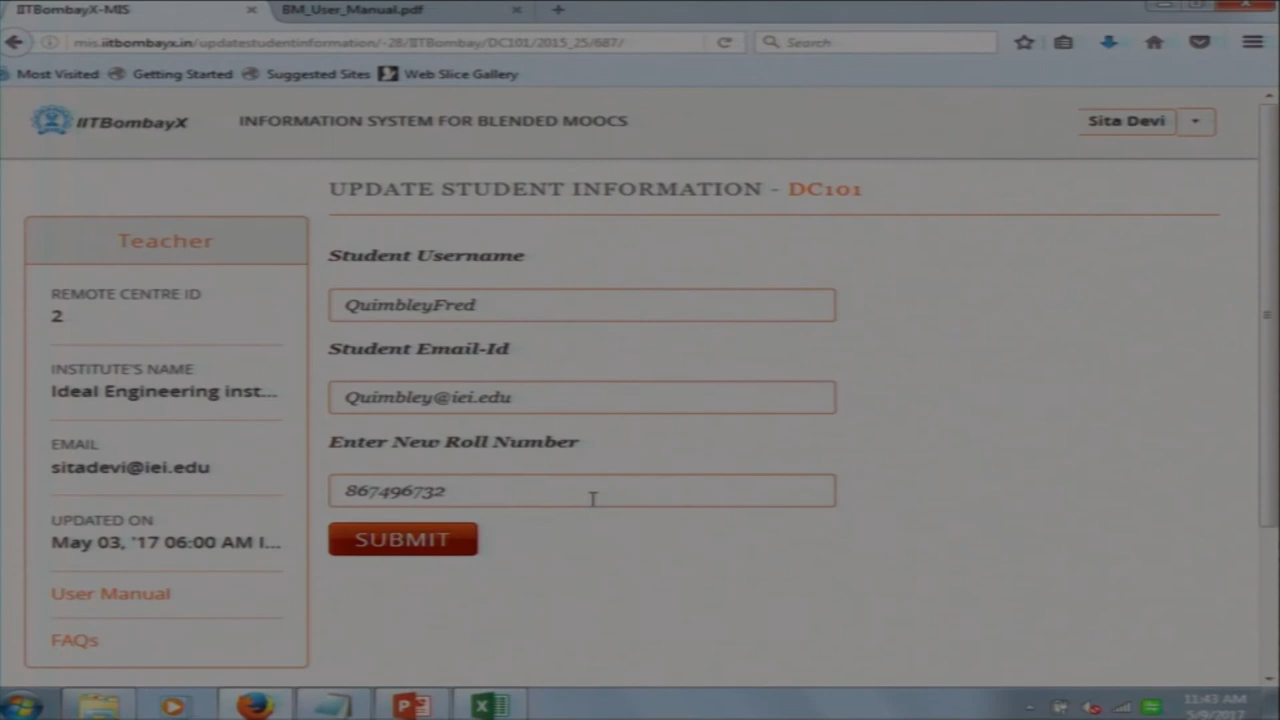 IITBombayX-MIS
BM_User_Manual.pdf
mis.iitbombayx.in/updatestudentinformation/-28/IITBombay/DC101/2015_25/687/
Search
Most Visited Getting Started Suggested Sites Web Slice Gallery
IITBombayX INFORMATION SYSTEM FOR BLENDED MOOCS Sita Devi
UPDATE STUDENT INFORMATION - DC101
Teacher
REMOTE CENTRE ID
2
INSTITUTE'S NAME
Ideal Engineering inst...
EMAIL
sitadevi@iei.edu
UPDATED ON
May 03, '17 06:00 AM I...
User Manual
FAQs
Student Username
QuimbleyFred
Student Email-Id
Quimbley@iei.edu
Enter New Roll Number
867496732
SUBMIT
11:43 AM
5/9/2017